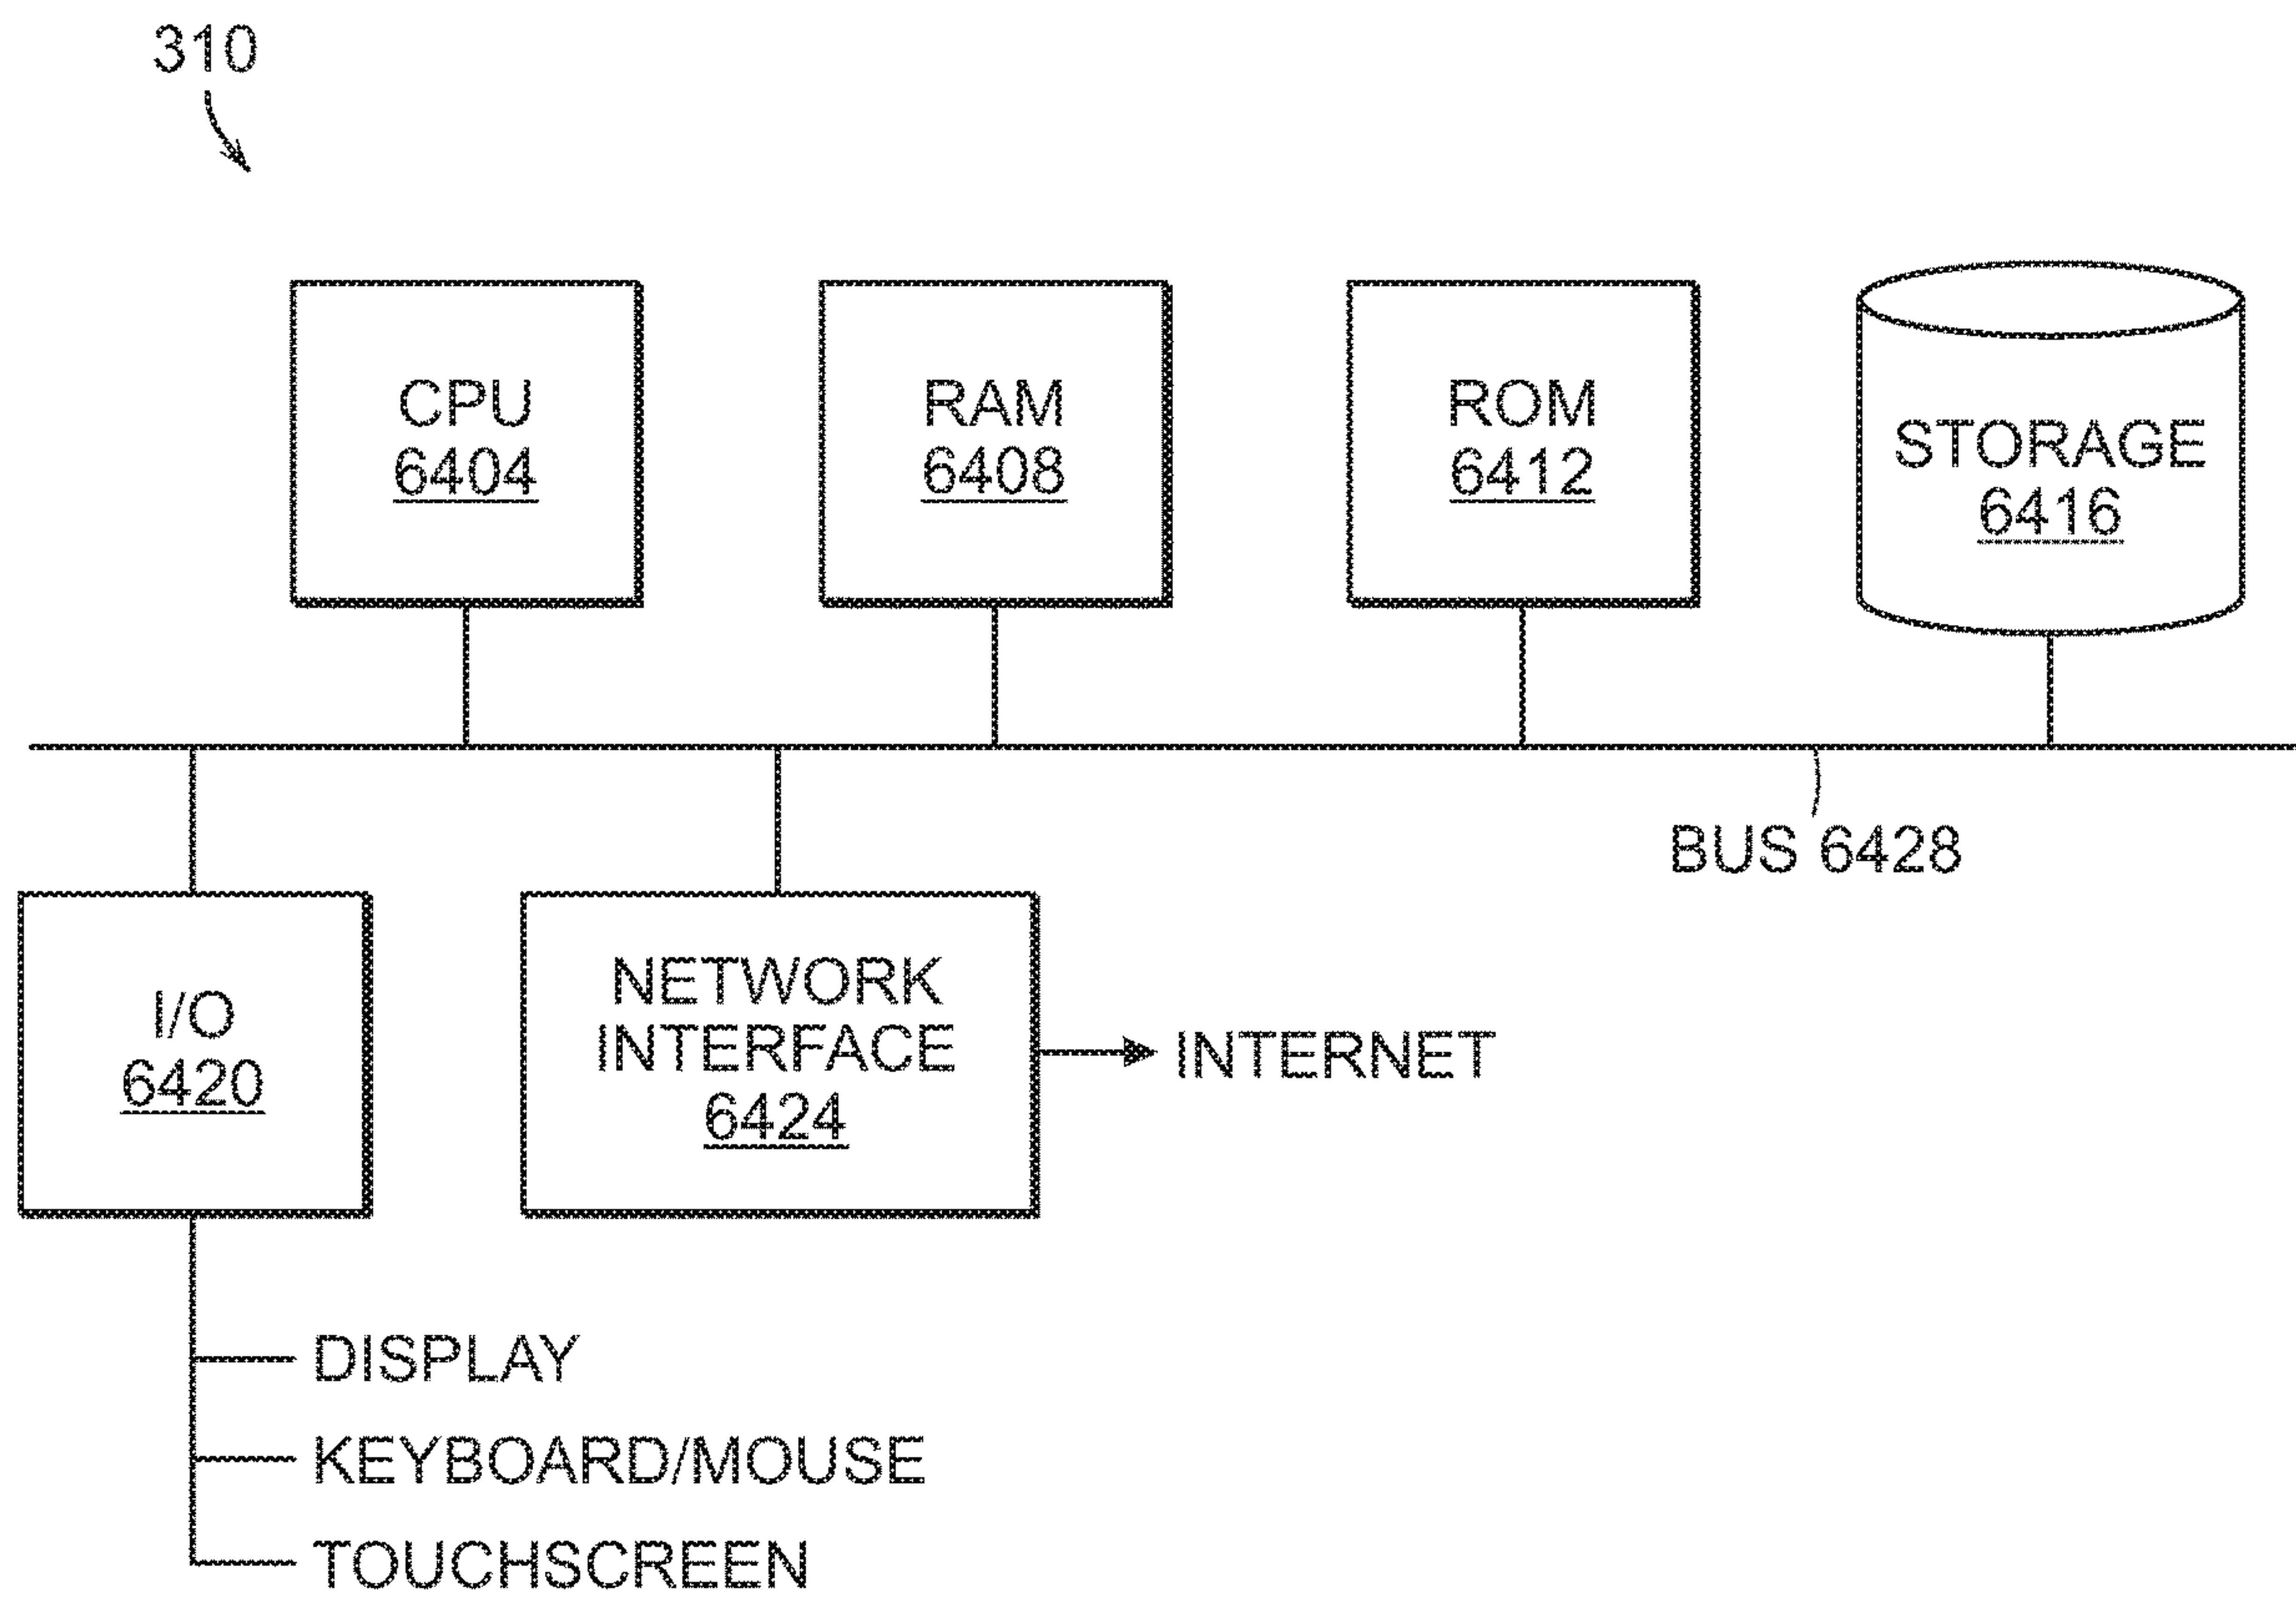 310
CPU
6404
RAM
6408
ROM
6412
STORAGE
6416
BUS 6428
I/O
6420
NETWORK
INTERFACE
6424
INTERNET
DISPLAY
KEYBOARD/MOUSE
TOUCHSCREEN